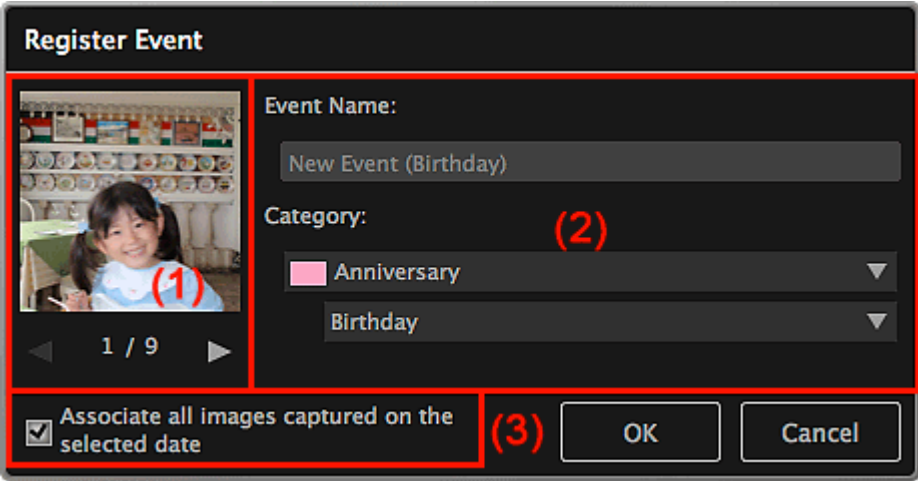 Register Event
Event Name:
New Event (Birthday)
Category:
(2)
Anniversary
(1)
Birthday
1 / 9
Associate all images captured on the
selected date
(3)
OK
Cancel